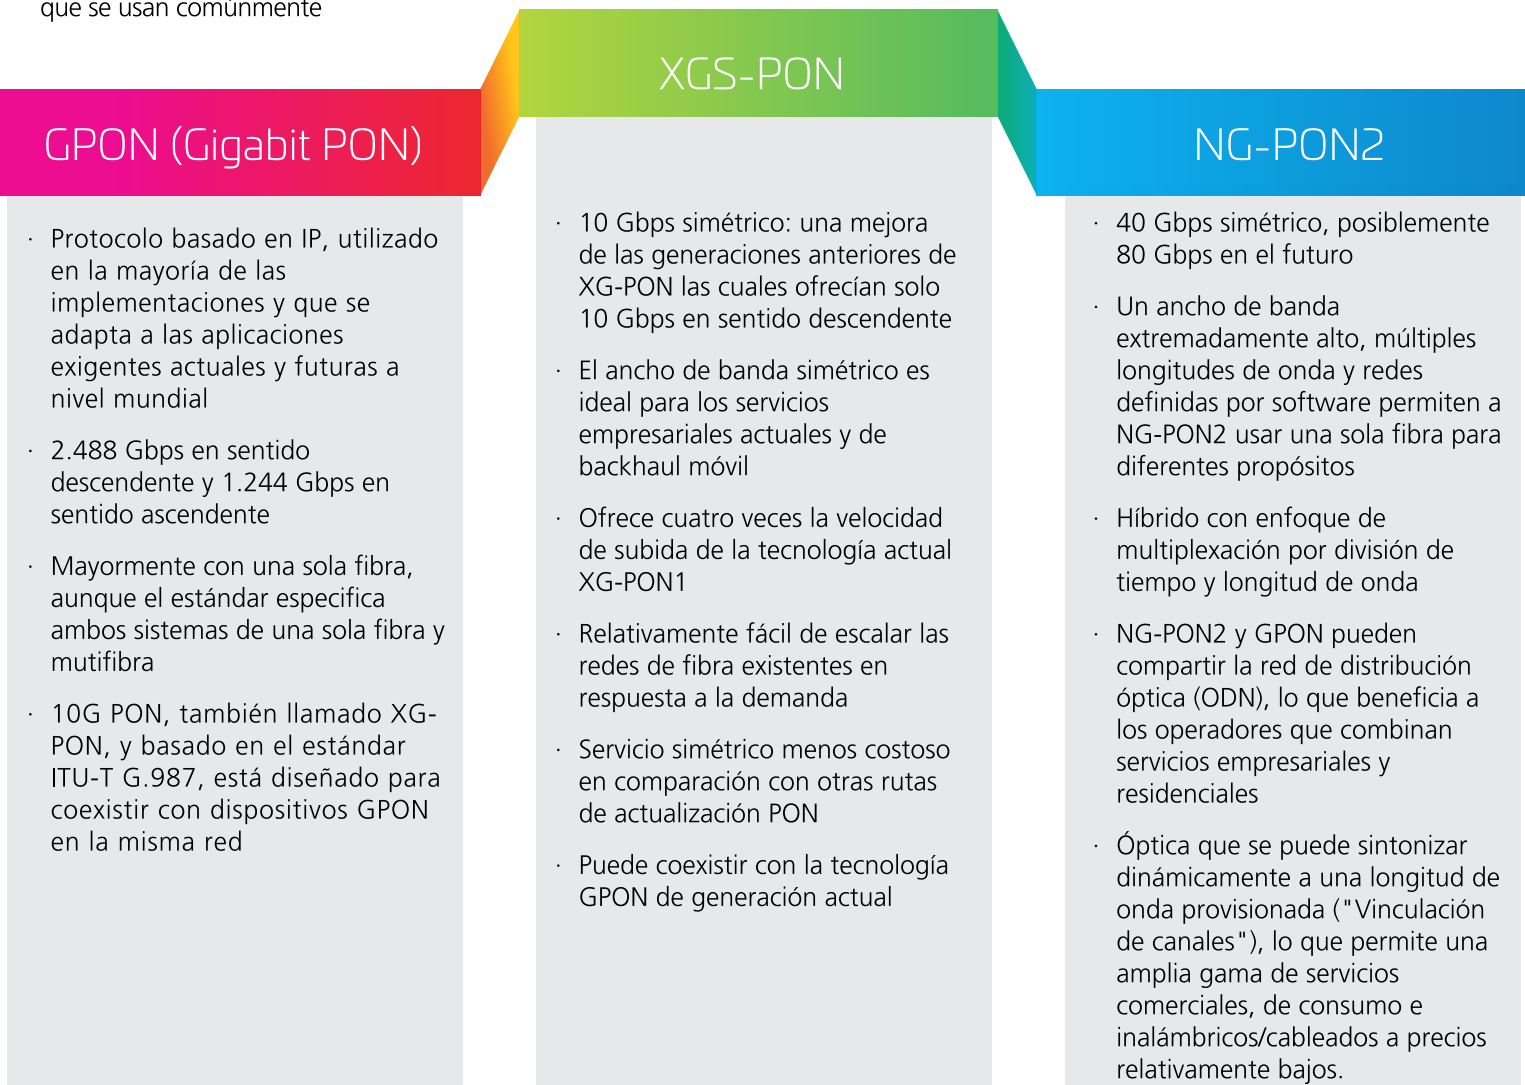 que se usan comúnmente
GPON (Gigabit PON)
· Protocolo basado en IP, utilizado
en la mayoría de las
implementaciones y que se
adapta a las aplicaciones
exigentes actuales y futuras a
nivel mundial
· 2.488 Gbps en sentido
descendente y 1.244 Gbps en
sentido ascendente
· Mayormente con una sola fibra,
aunque el estándar especifica
ambos sistemas de una sola fibra y
mutifibra
· 10G PON, también llamado XG-
PON, y basado en el estándar
ITU-T G.987, está diseñado para
coexistir con dispositivos GPON
en la misma red
XGS-PON
· 10 Gbps simétrico: una mejora
de las generaciones anteriores de
XG-PON las cuales ofrecían solo
10 Gbps en sentido descendente
· El ancho de banda simétrico es
ideal para los servicios
empresariales actuales y de
backhaul móvil
· Ofrece cuatro veces la velocidad
de subida de la tecnología actual
XG-PON1
· Relativamente fácil de escalar las
redes de fibra existentes en
respuesta a la demanda
· Servicio simétrico menos costoso
en comparación con otras rutas
de actualización PON
· Puede coexistir con la tecnología
GPON de generación actual
NG-PON2
· 40 Gbps simétrico, posiblemente
80 Gbps en el futuro
· Un ancho de banda
extremadamente alto, múltiples
longitudes de onda y redes
definidas por software permiten a
NG-PON2 usar una sola fibra para
diferentes propósitos
· Híbrido con enfoque de
multiplexación por división de
tiempo y longitud de onda
· NG-PON2 y GPON pueden
compartir la red de distribución
óptica (ODN), lo que beneficia a
los operadores que combinan
servicios empresariales y
residenciales
· Óptica que se puede sintonizar
dinámicamente a una longitud de
onda provisionada ("Vinculación
de canales"), lo que permite una
amplia gama de servicios
comerciales, de consumo e
inalámbricos/cableados a precios
relativamente bajos.